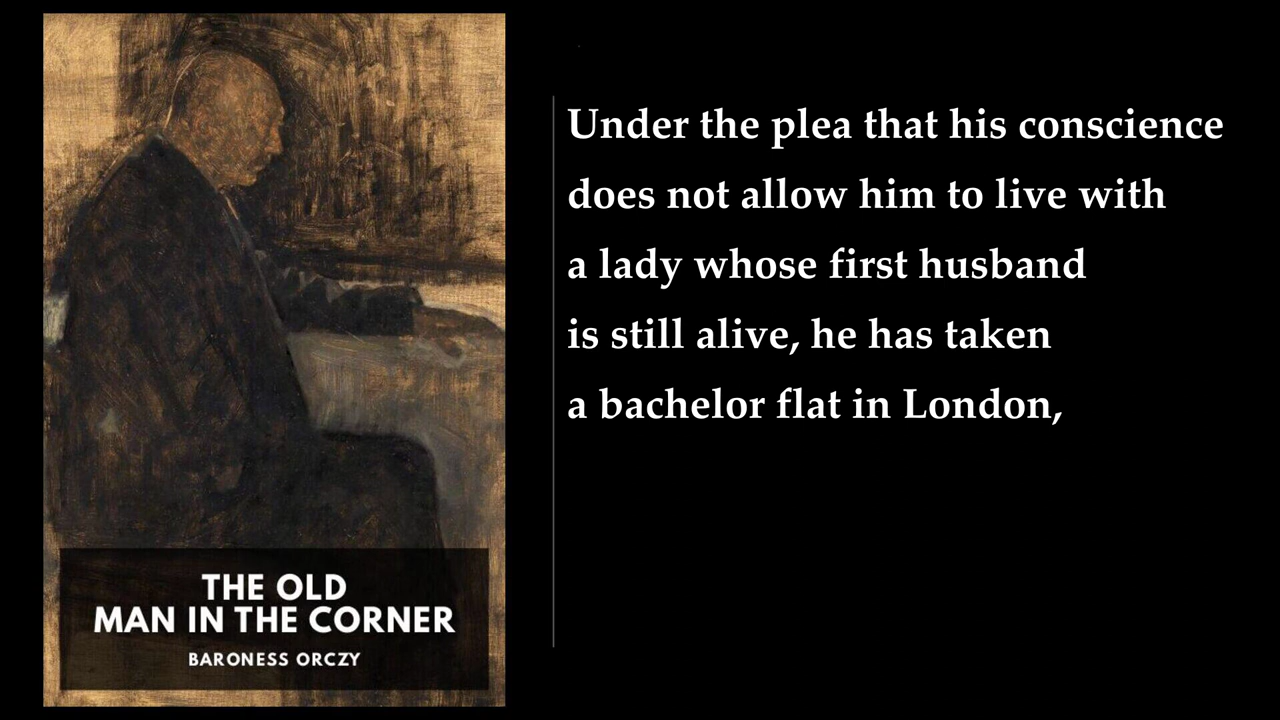 THE OLD
MAN IN THE CORNER
BARONESS ORCZY
Under the plea that his conscience
does not allow him to live with
a lady whose first husband
is still alive, he has taken
a bachelor flat in London,